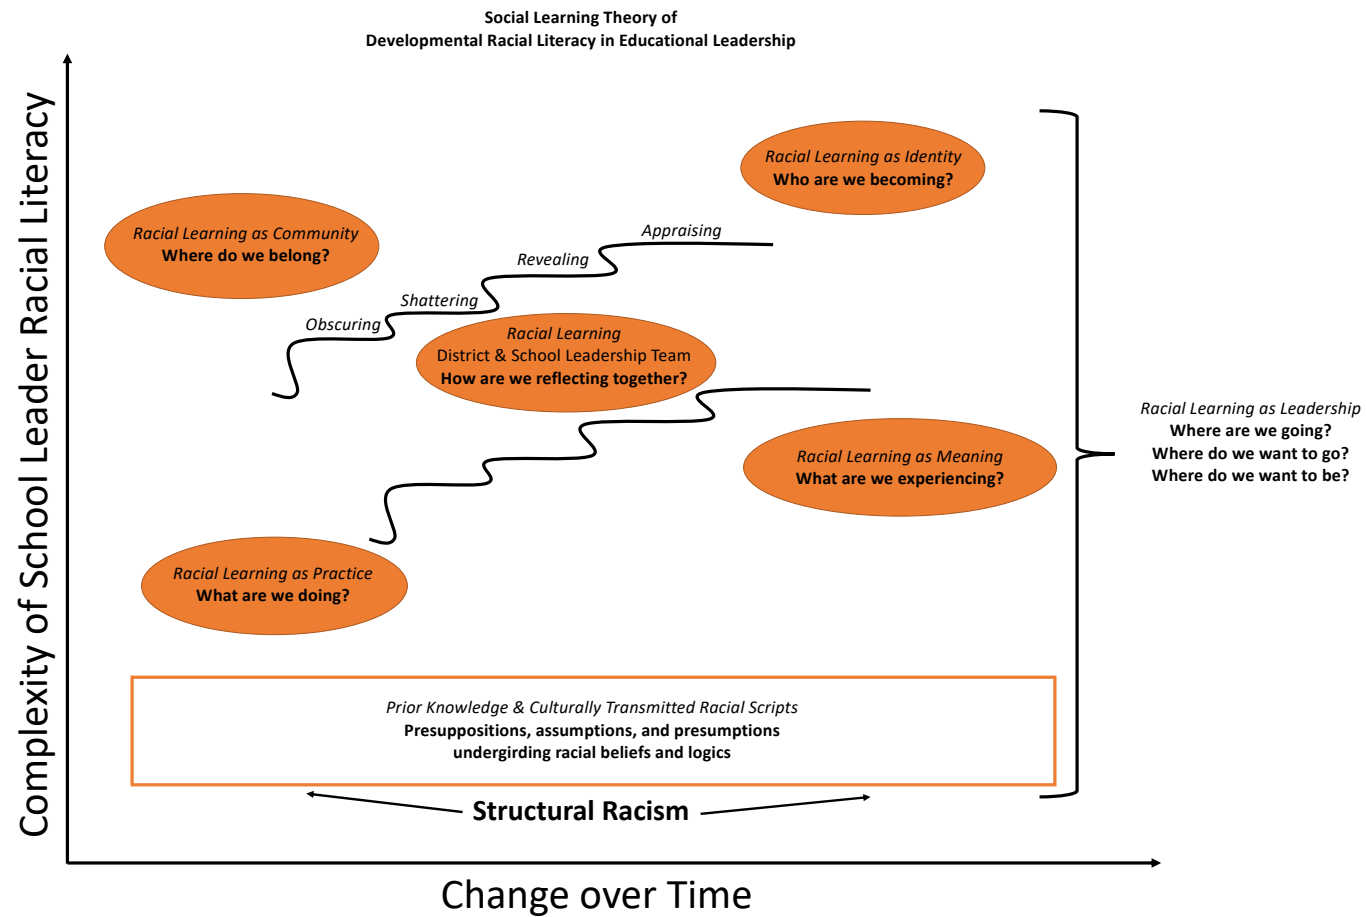 Social Learning Theory of
Developmental Racial Literacy in Educational Leadership
Complexity of School Leader Racial Literacy
Racial Learning as Identity
Who are we becoming?
Racial Learning as Community
Where do we belong?
Appraising
Revealing
Shattering
Obscuring
Racial Learning
District & School Leadership Team
How are we reflecting together?
Racial Learning as Meaning
What are we experiencing?
Racial Learning as Leadership
Where are we going?
Where do we want to go?
Where do we want to be?
Racial Learning as Practice
What are we doing?
Prior Knowledge & Culturally Transmitted Racial Scripts
Presuppositions, assumptions, and presumptions
undergirding racial beliefs and logics
Structural Racism
Change over Time